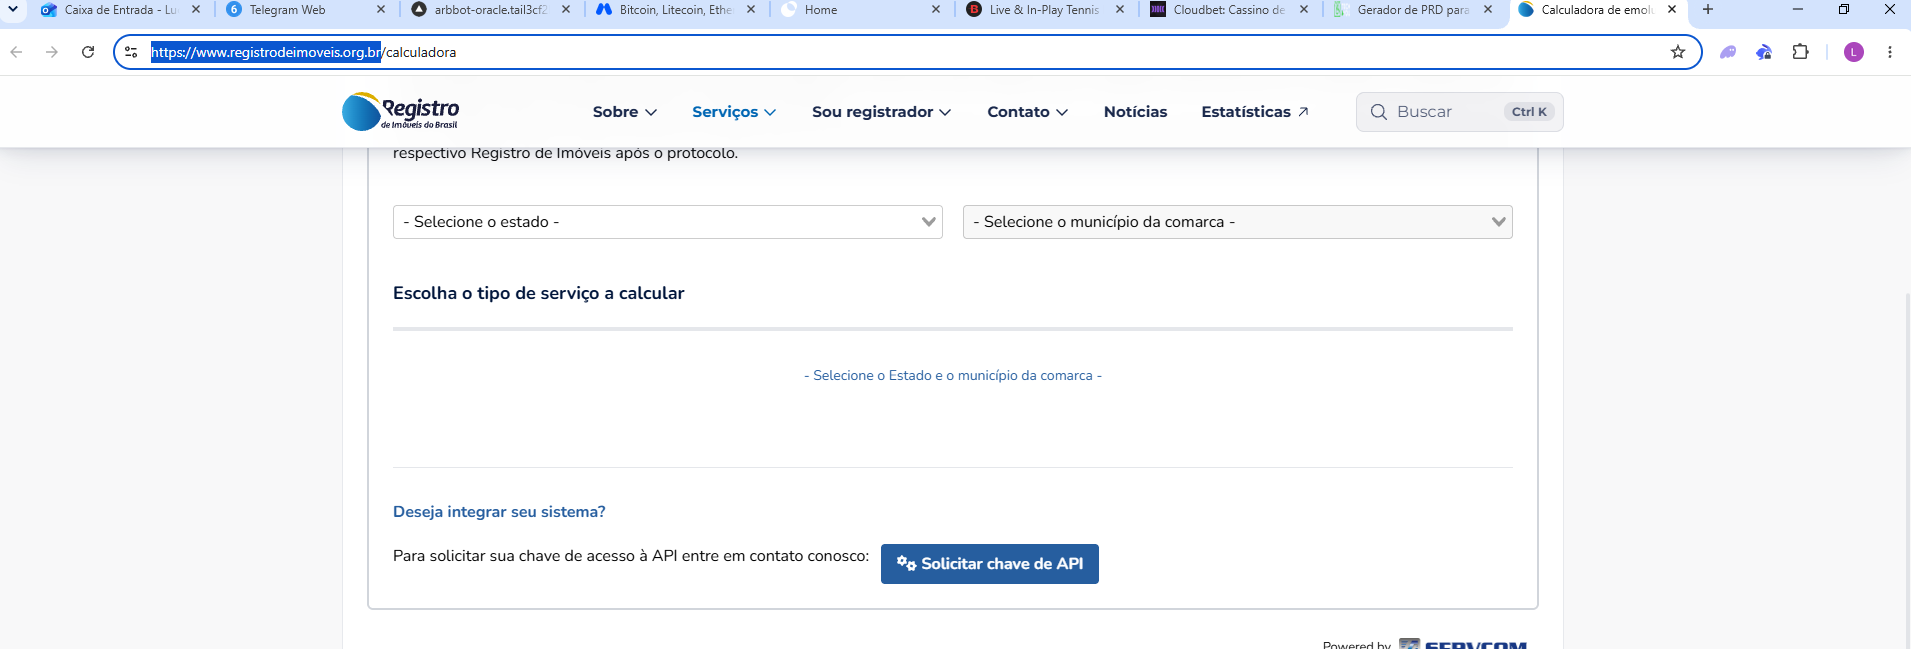 Caixa de Entrada - Lu
Telegram Web
arbbot-oracle.tail3cf2
Bitcoin, Litecoin, Ethe
Home
Live & In-Play Tennis
Cloudbet: Cassino de
Gerador de PRD para
Calculadora de emolu
https://www.registrodeimoveis.org.br/calculadora
L
Registro
de Imóveis do Brasil
Sobre
Serviços
Sou registrador
Contato
Notícias
Estatísticas
Buscar
Ctrl K
respectivo Registro de Imóveis após o protocolo.
- Selecione o estado -
- Selecione o município da comarca -
Escolha o tipo de serviço a calcular
- Selecione o Estado e o município da comarca -
Deseja integrar seu sistema?
Para solicitar sua chave de acesso à API entre em contato conosco:
Solicitar chave de API
Powered by SERVCOM